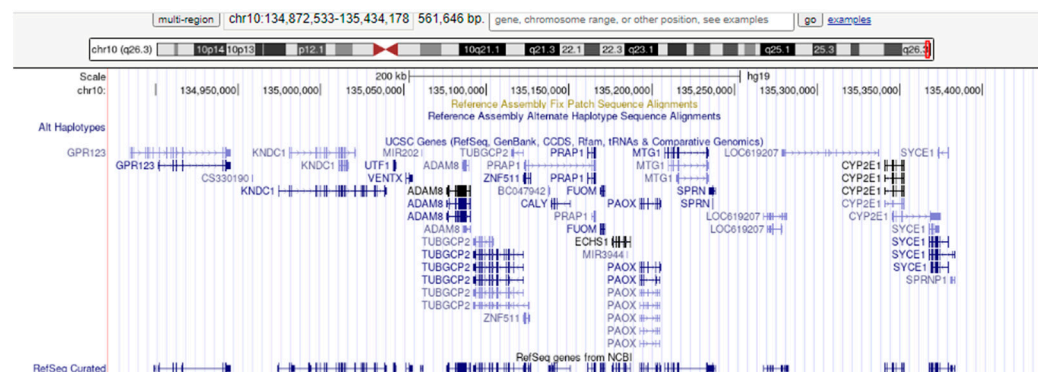 multi-region chr10:134,872,533-135,434,178 561,646 bp. gene, chromosome range, or other position, see examples go examples
chr10 (q26.3) 10p14 10p13 p12.1 10q21.1 q21.3 22.1 22.3 q23.1 q25.1 25.3 q26.3
Scale 200 kb hg19
chr10: 134,950,000 135,000,000 135,050,000 135,100,000 135,150,000 135,200,000 135,250,000 135,300,000 135,350,000 135,400,000
Reference Assembly Fix Patch Sequence Alignments
Reference Assembly Alternate Haplotype Sequence Alignments
Alt Haplotypes
UCSC Genes (RefSeq, GenBank, CCDS, Rfam, tRNAs & Comparative Genomics)
GPR123 KNDC1 MIR202 TUBGCP2 PRAP1 MTG1 LOC619207 SYCE1
GPR123 KNDC1 UTF1 ADAM8 PRAP1 MTG1 CYP2E1
CS330190 VENTX ZNF511 PRAP1 MTG1 CYP2E1
KNDC1 ADAM8 BC047942 FUOM SPRN CYP2E1
ADAM8 CALY PAOX SPRN CYP2E1
ADAM8 PRAP1 LOC619207 CYP2E1
ADAM8 FUOM LOC619207 SYCE1
TUBGCP2 ECHS1 SYCE1
TUBGCP2 MIR3944 SYCE1
TUBGCP2 PAOX SYCE1
TUBGCP2 PAOX SPRNP1
TUBGCP2 PAOX
TUBGCP2 PAOX
ZNF511 PAOX
PAOX
PAOX
RefSeq genes from NCBI
RefSeq Curated